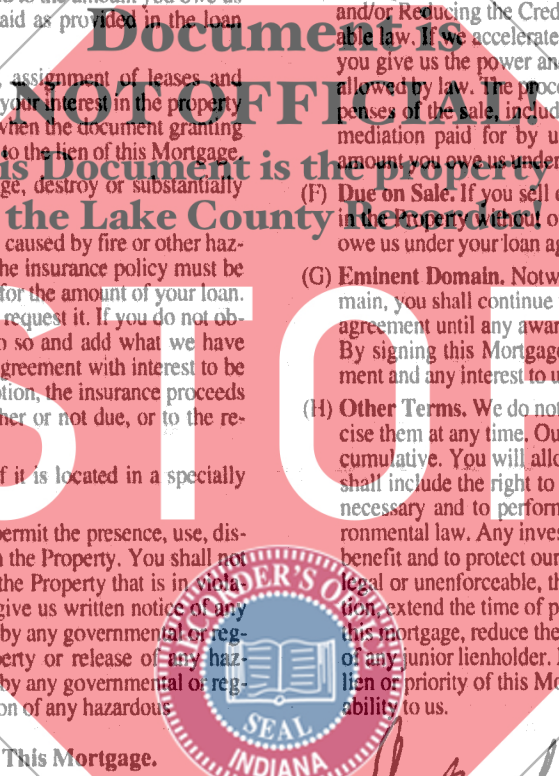 aid as provided in the loan
assignment of leases and
your interest in the property
when the document granting
to the lien of this Mortgage.
ge, destroy or substantially
caused by fire or other haz-
he insurance policy must be
for the amount of your loan.
request it. If you do not ob-
o so and add what we have
greement with interest to be
tion, the insurance proceeds
her or not due, or to the re-
f it is located in a specially
ermit the presence, use, dis-
n the Property. You shall not
the Property that is in viola-
give us written notice of any
by any governmental or reg-
perty or release of any haz-
by any governmental or reg-
on of any hazardous
This Mortgage.
and/or Reducing the Cred
able law. If we accelerate
you give us the power an
allowed by law. The proc
penses of the sale, includ
mediation paid for by u
amount you owe us under
(F) Due on Sale. If you sell o
in the Property without o
owe us under your loan ag
(G) Eminent Domain. Notw
main, you shall continue
agreement until any awar
By signing this Mortgage
ment and any interest to u
(H) Other Terms. We do not
cise them at any time. Ou
cumulative. You will allo
shall include the right to
necessary and to perform
ronmental law. Any inves
benefit and to protect our
legal or unenforceable, th
tion, extend the time of p
this mortgage, reduce the
of any junior lienholder.
lien or priority of this Mo
ability to us.
Document is
NOT OFFICIAL!
is Document is the property
the Lake County Recorder!
STOP
RECORDER'S OFFICE
SEAL
INDIANA